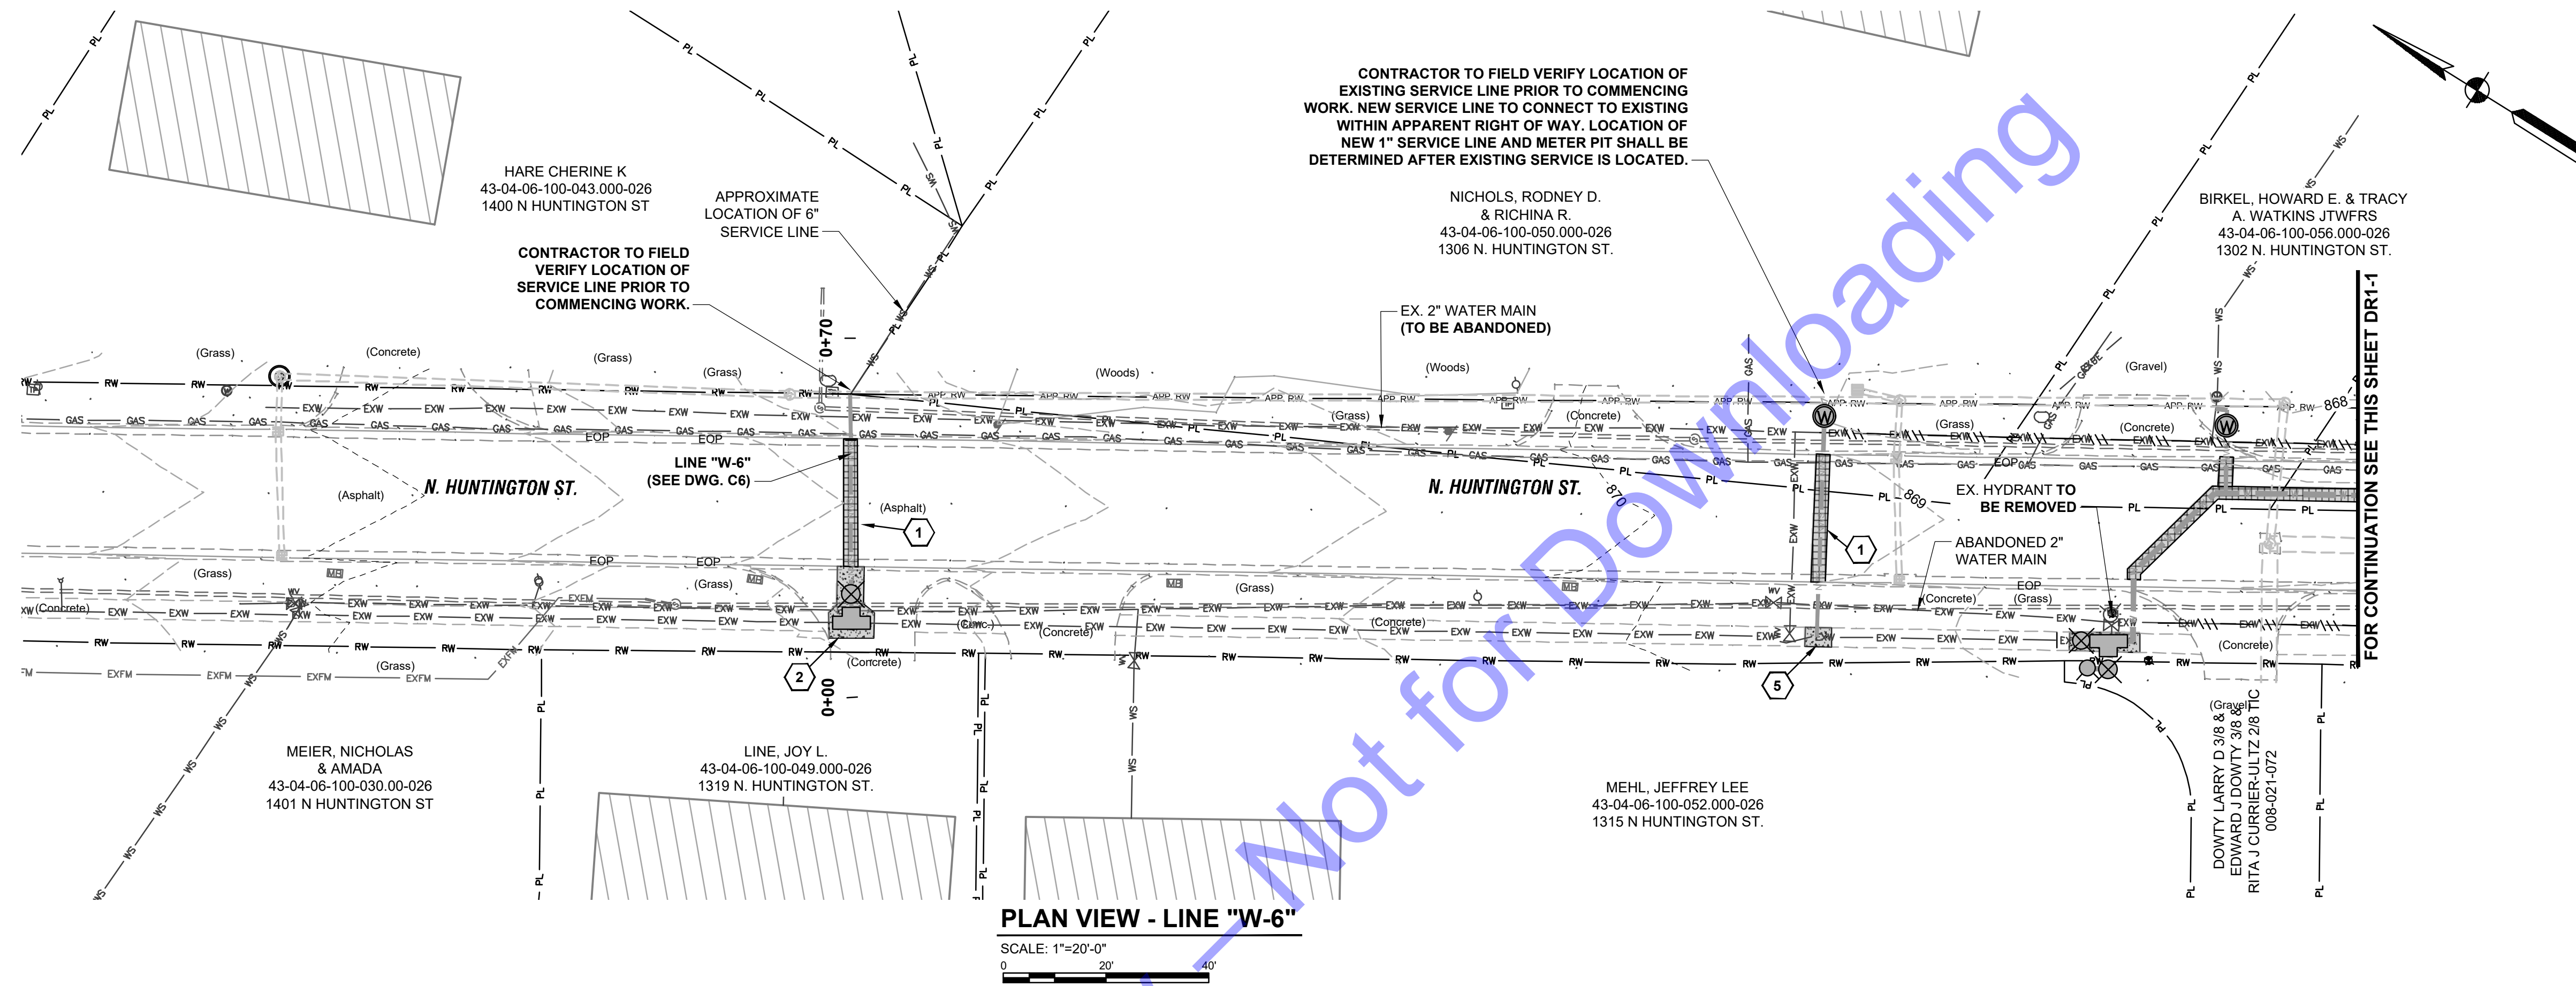 CONTRACTOR TO FIELD VERIFY LOCATION OF
EXISTING SERVICE LINE PRIOR TO COMMENCING
WORK. NEW SERVICE LINE TO CONNECT TO EXISTING
WITHIN APPARENT RIGHT OF WAY. LOCATION OF
NEW 1" SERVICE LINE AND METER PIT SHALL BE
DETERMINED AFTER EXISTING SERVICE IS LOCATED.
HARE CHERINE K
43-04-06-100-043.000-026
1400 N HUNTINGTON ST
APPROXIMATE
LOCATION OF 6"
SERVICE LINE
CONTRACTOR TO FIELD
VERIFY LOCATION OF
SERVICE LINE PRIOR TO
COMMENCING WORK.
NICHOLS, RODNEY D.
& RICHINA R.
43-04-06-100-050.000-026
1306 N. HUNTINGTON ST.
BIRKEL, HOWARD E. & TRACY
A. WATKINS JTWFRS
43-04-06-100-056.000-026
1302 N. HUNTINGTON ST.
EX. 2" WATER MAIN
(TO BE ABANDONED)
FOR CONTINUATION SEE THIS SHEET DR1-1
0+70
(Grass)
(Concrete)
(Grass)
(Grass)
(Woods)
(Woods)
(Gravel)
(Grass)
(Concrete)
(Grass)
(Concrete)
868
LINE "W-6"
(SEE DWG. C6)
N. HUNTINGTON ST.
N. HUNTINGTON ST.
(Asphalt)
(Asphalt)
1
1
870
869
EX. HYDRANT TO
BE REMOVED
ABANDONED 2"
WATER MAIN
EOP
EOP
EOP
EOP
EOP
EOP
(Grass)
(Grass)
(Grass)
(Grass)
(Concrete)
(Concrete)
(Concrete)
(Concrete)
(Concrete)
(Grass)
2
5
0+00
(Gravel)
MEIER, NICHOLAS
& AMADA
43-04-06-100-030.00-026
1401 N HUNTINGTON ST
LINE, JOY L.
43-04-06-100-049.000-026
1319 N. HUNTINGTON ST.
MEHL, JEFFREY LEE
43-04-06-100-052.000-026
1315 N HUNTINGTON ST.
DOWTY LARRY D 3/8 &
EDWARD J DOWTY 3/8 &
RITA J CURRIER-ULTZ 2/8 TIC
008-021-072
PLAN VIEW - LINE "W-6"
SCALE: 1"=20'-0"
0 20' 40'
Not for Downloading